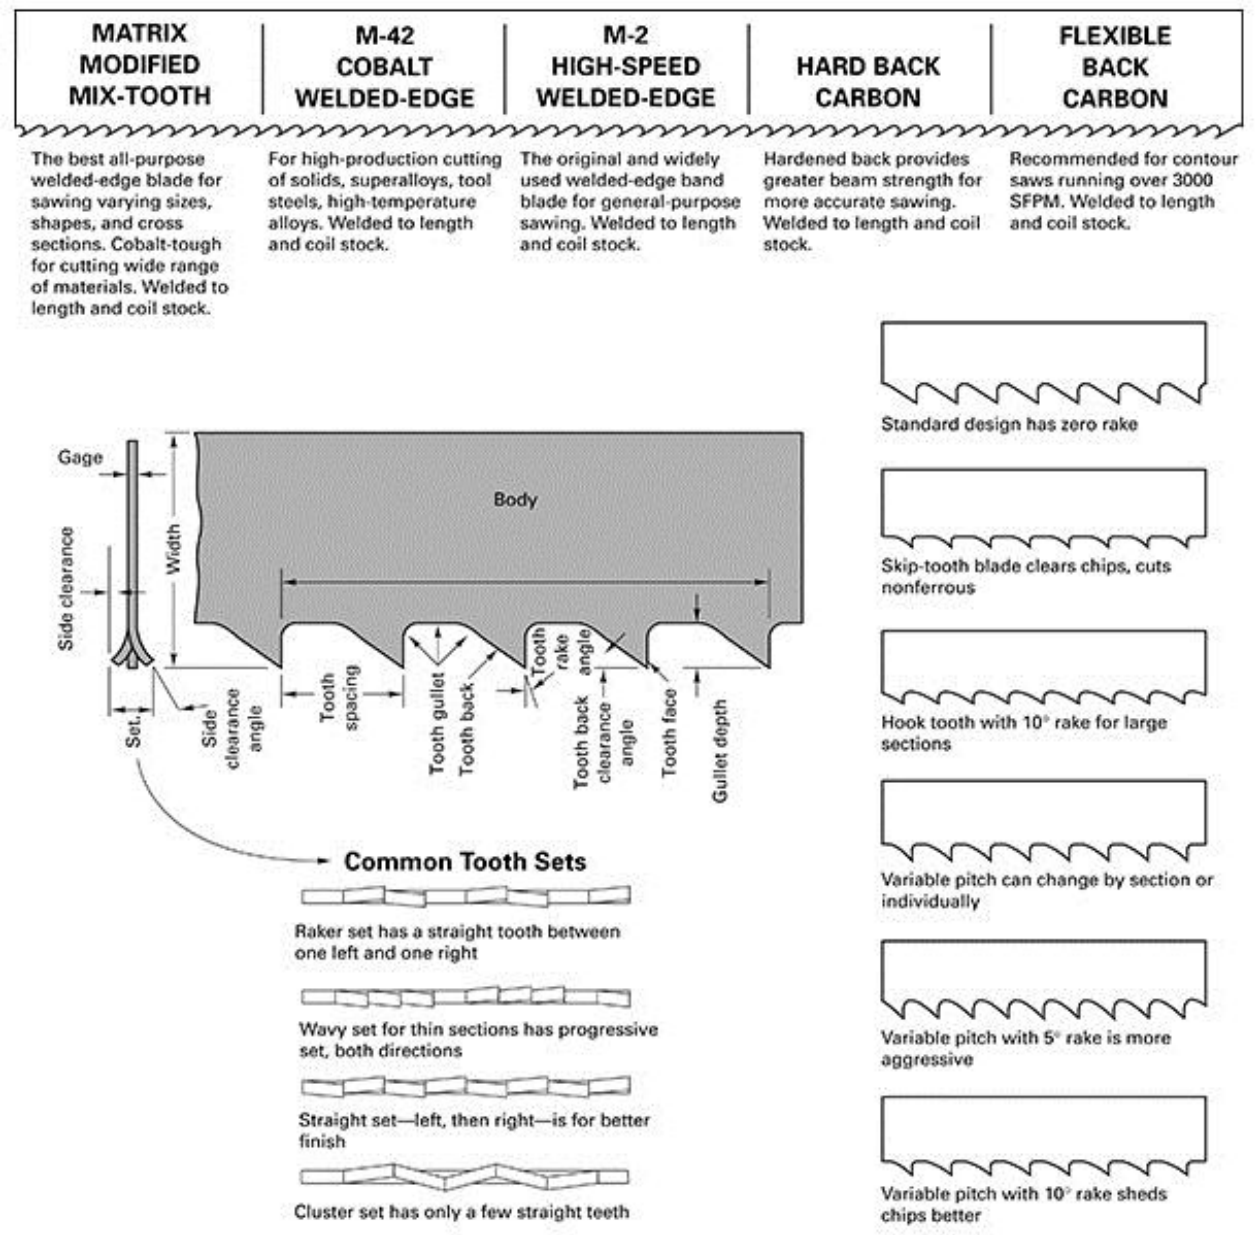 MATRIX
MODIFIED
MIX-TOOTH
M-42
COBALT
WELDED-EDGE
M-2
HIGH-SPEED
WELDED-EDGE
HARD BACK
CARBON
FLEXIBLE
BACK
CARBON
The best all-purpose
welded-edge blade for
sawing varying sizes,
shapes, and cross
sections. Cobalt-tough
for cutting wide range
of materials. Welded to
length and coil stock.
For high-production cutting
of solids, superalloys, tool
steels, high-temperature
alloys. Welded to length
and coil stock.
The original and widely
used welded-edge band
blade for general-purpose
sawing. Welded to length
and coil stock.
Hardened back provides
greater beam strength for
more accurate sawing.
Welded to length and coil
stock.
Recommended for contour
saws running over 3000
SFPM. Welded to length
and coil stock.
Gage
Side clearance
Width
Body
Set.
Side
clearance
angle
Tooth
spacing
Tooth gullet
Tooth back
Tooth
rake
angle
Tooth back
clearance
angle
Tooth face
Gullet depth
Common Tooth Sets
Raker set has a straight tooth between
one left and one right
Wavy set for thin sections has progressive
set, both directions
Straight set—left, then right—is for better
finish
Cluster set has only a few straight teeth
Standard design has zero rake
Skip-tooth blade clears chips, cuts
nonferrous
Hook tooth with 10° rake for large
sections
Variable pitch can change by section or
individually
Variable pitch with 5° rake is more
aggressive
Variable pitch with 10° rake sheds
chips better